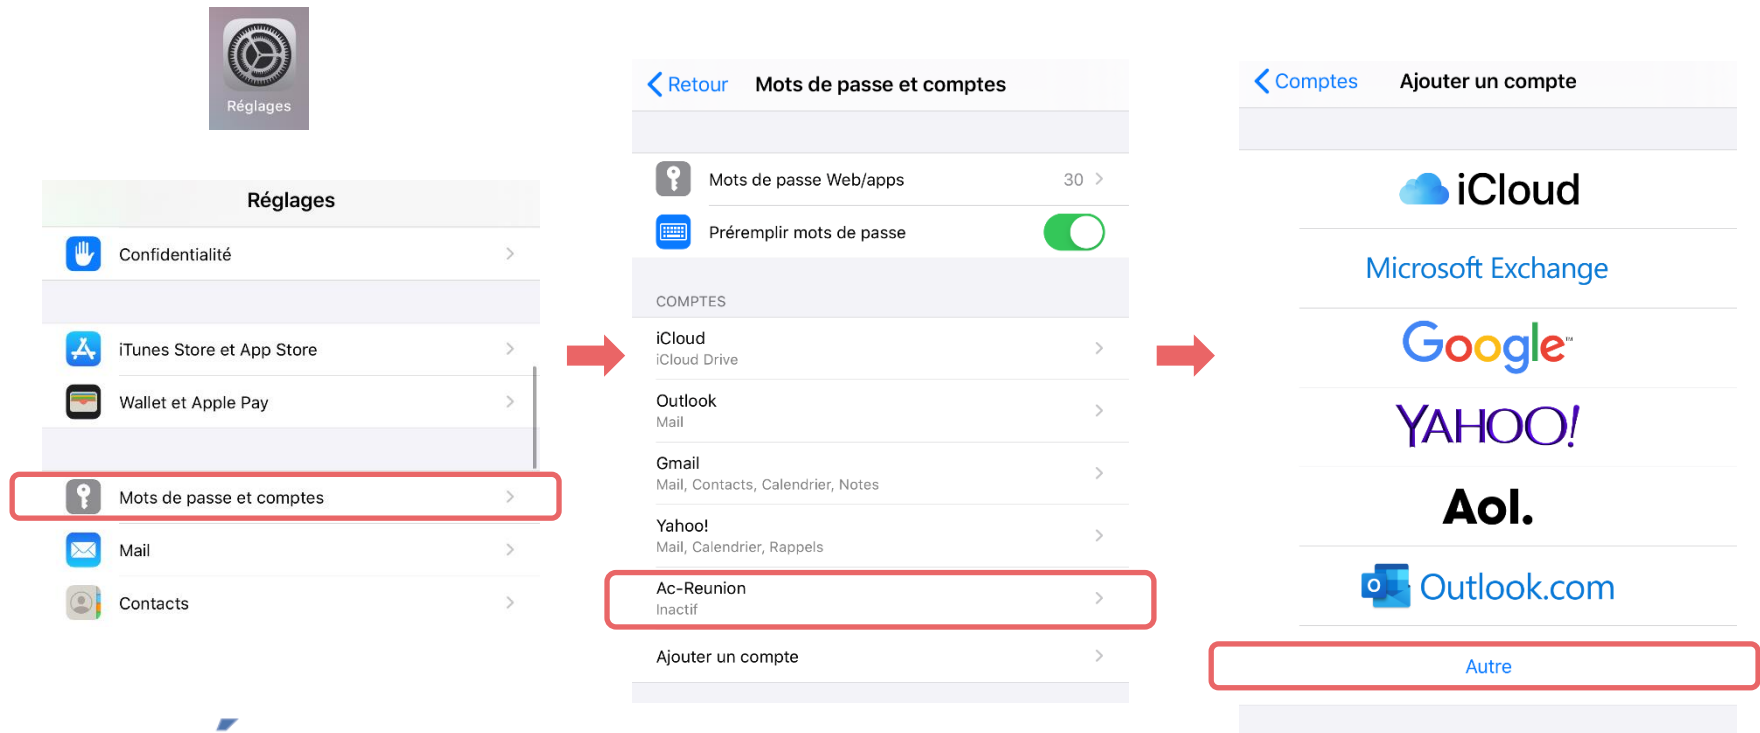 Réglages
Réglages
Confidentialité
iTunes Store et App Store
Wallet et Apple Pay
Mots de passe et comptes
Mail
Contacts
Retour
Mots de passe et comptes
Mots de passe Web/apps
30
Préremplir mots de passe
COMPTES
iCloud
iCloud Drive
Outlook
Mail
Gmail
Mail, Contacts, Calendrier, Notes
Yahoo!
Mail, Calendrier, Rappels
Ac-Reunion
Inactif
Ajouter un compte
Comptes
Ajouter un compte
iCloud
Microsoft Exchange
Google™
YAHOO!
Aol.
Outlook.com
Autre